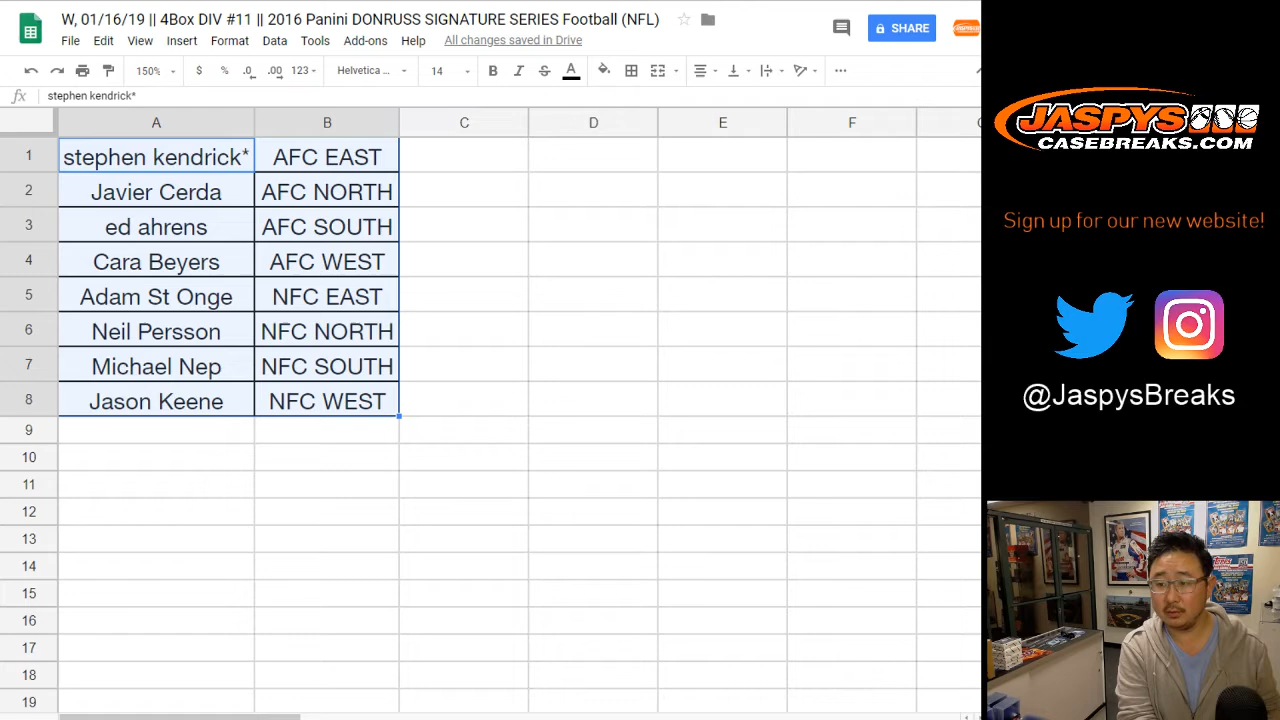 W, 01/16/19 || 4Box DIV #11 || 2016 Panini DONRUSS SIGNATURE SERIES Football (NFL)
SHARE
File Edit View Insert Format Data Tools Add-ons Help All changes saved in Drive
150% $ % .0 .00 123 Helvetica ... 14 B I S A
fx stephen kendrick*
A B C D E F
1 stephen kendrick* AFC EAST
2 Javier Cerda AFC NORTH
3 ed ahrens AFC SOUTH
4 Cara Beyers AFC WEST
5 Adam St Onge NFC EAST
6 Neil Persson NFC NORTH
7 Michael Nep NFC SOUTH
8 Jason Keene NFC WEST
9
10
11
12
13
14
15
16
17
18
19
JASPYS
CASEBREAKS.COM
Sign up for our new website!
@JaspysBreaks